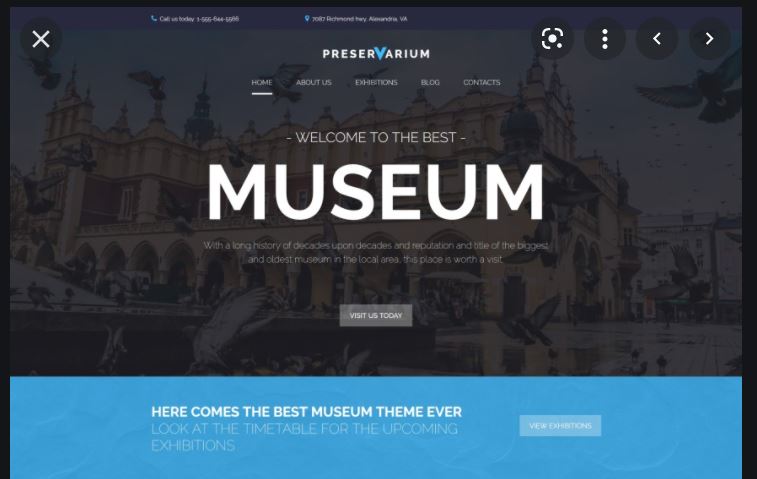 Call us today: 1-555-644-5566
7087 Richmond hwy, Alexandria, VA
PRESERVARIUM
HOME ABOUT US EXHIBITIONS BLOG CONTACTS
- WELCOME TO THE BEST -
MUSEUM
With a long history of decades upon decades and reputation and title of the biggest
and oldest museum in the local area, this place is worth a visit.
VISIT US TODAY
HERE COMES THE BEST MUSEUM THEME EVER
LOOK AT THE TIMETABLE FOR THE UPCOMING
EXHIBITIONS
VIEW EXHIBITIONS